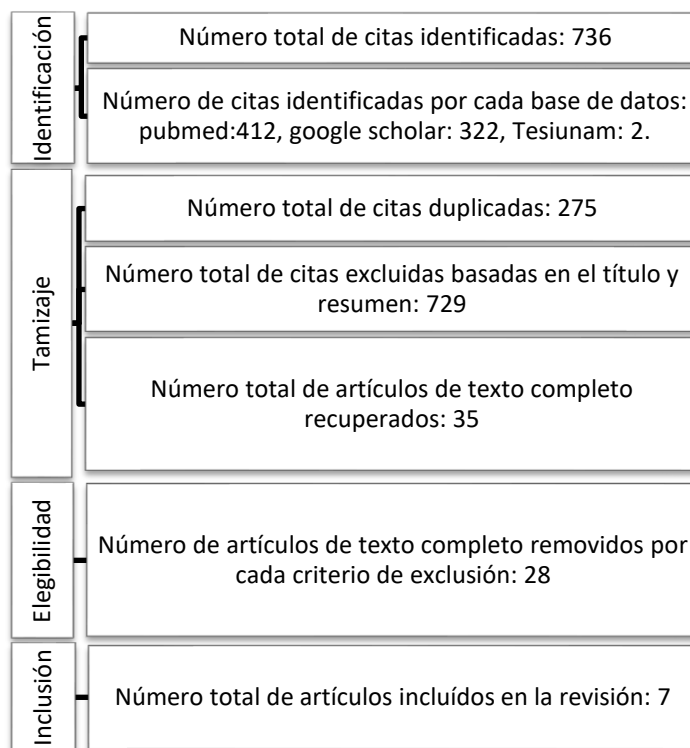 Identificación
Número total de citas identificadas: 736
Número de citas identificadas por cada base de datos:
pubmed:412, google scholar: 322, Tesiunam: 2.
Tamizaje
Número total de citas duplicadas: 275
Número total de citas excluidas basadas en el título y
resumen: 729
Número total de artículos de texto completo
recuperados: 35
Elegibilidad
Número de artículos de texto completo removidos por
cada criterio de exclusión: 28
Inclusión
Número total de artículos incluídos en la revisión: 7